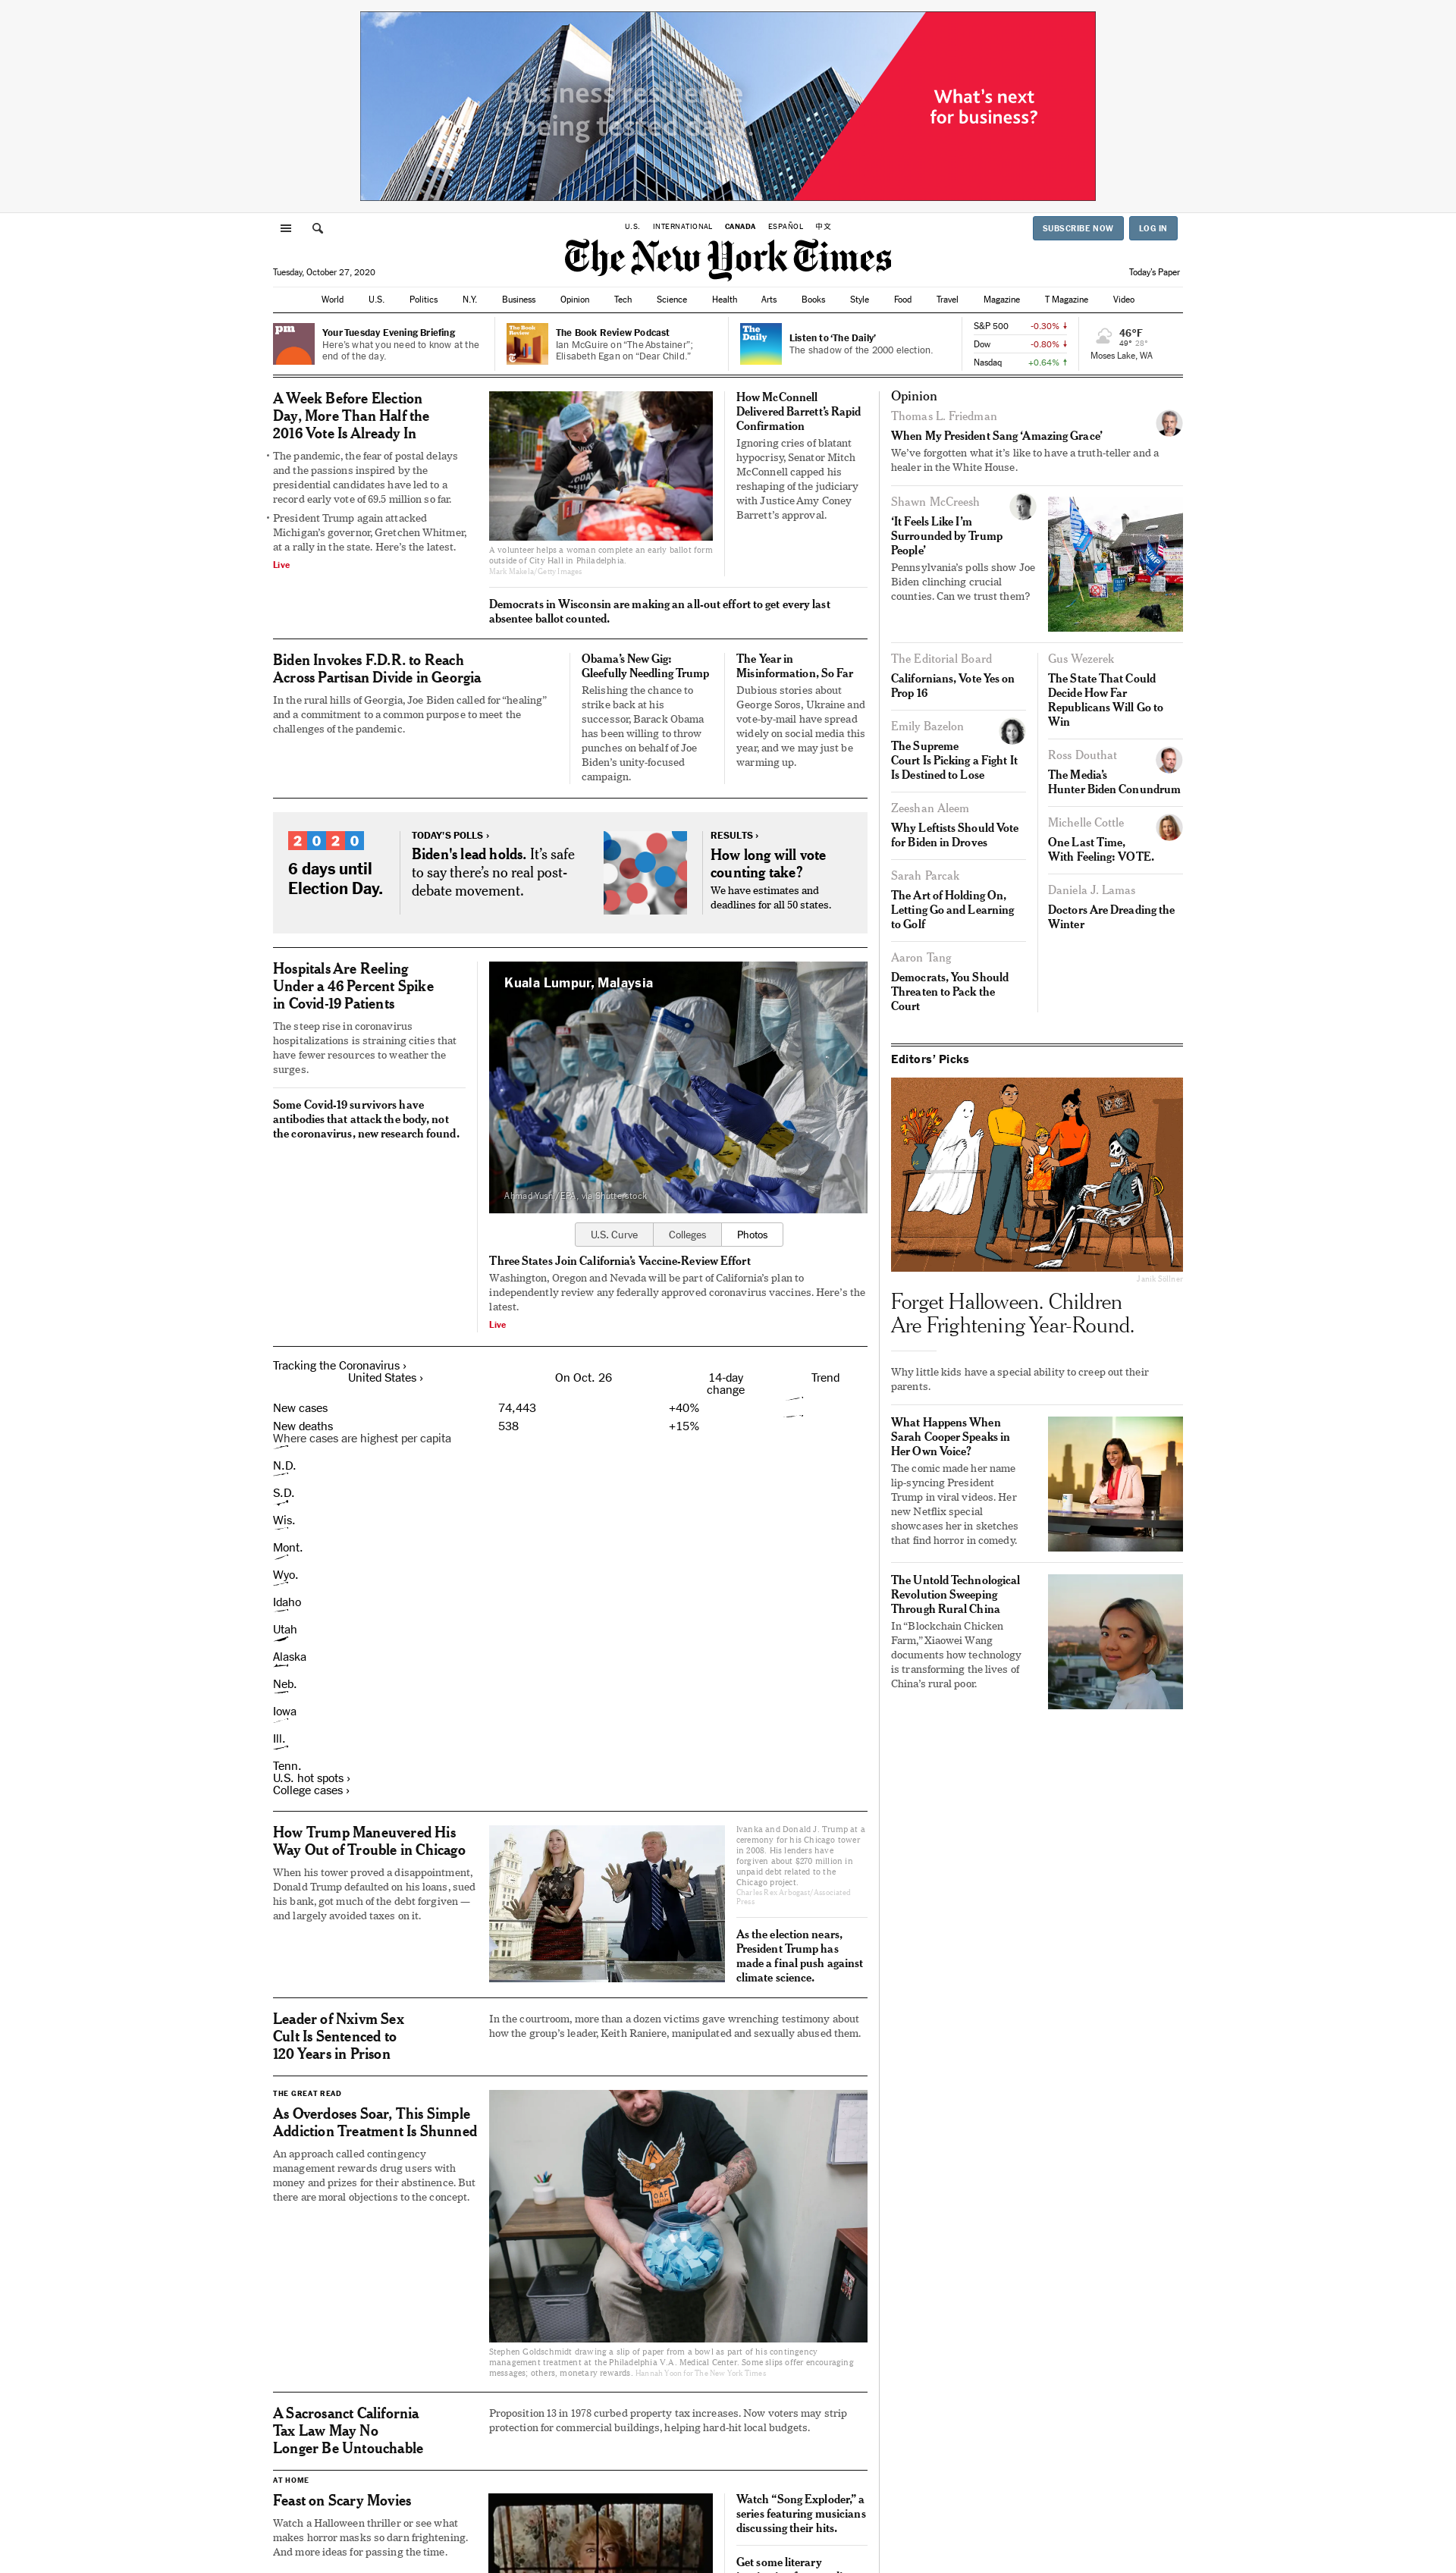 Business resilience
is being tested daily.
What's next
for business?
U.S. INTERNATIONAL CANADA ESPAÑOL 中文
SUBSCRIBE NOW LOG IN
The New York Times
Tuesday, October 27, 2020
Today's Paper
World U.S. Politics N.Y. Business Opinion Tech Science Health Arts Books Style Food Travel Magazine T Magazine Video
pm
Your Tuesday Evening Briefing
Here's what you need to know at the
end of the day.
The Book
Review
The Book Review Podcast
Ian McGuire on “The Abstainer”;
Elisabeth Egan on “Dear Child.”
The
Daily
Listen to ‘The Daily’
The shadow of the 2000 election.
S&P 500 -0.30% ↓
Dow -0.80% ↓
Nasdaq +0.64% ↑
46°F
49° 28°
Moses Lake, WA
A Week Before Election
Day, More Than Half the
2016 Vote Is Already In
• The pandemic, the fear of postal delays
and the passions inspired by the
presidential candidates have led to a
record early vote of 69.5 million so far.
• President Trump again attacked
Michigan’s governor, Gretchen Whitmer,
at a rally in the state. Here’s the latest.
Live
A volunteer helps a woman complete an early ballot form
outside of City Hall in Philadelphia.
Mark Makela/Getty Images
How McConnell
Delivered Barrett’s Rapid
Confirmation
Ignoring cries of blatant
hypocrisy, Senator Mitch
McConnell capped his
reshaping of the judiciary
with Justice Amy Coney
Barrett’s approval.
Democrats in Wisconsin are making an all-out effort to get every last
absentee ballot counted.
Biden Invokes F.D.R. to Reach
Across Partisan Divide in Georgia
In the rural hills of Georgia, Joe Biden called for “healing”
and a commitment to a common purpose to meet the
challenges of the pandemic.
Obama’s New Gig:
Gleefully Needling Trump
Relishing the chance to
strike back at his
successor, Barack Obama
has been willing to throw
punches on behalf of Joe
Biden’s unity-focused
campaign.
The Year in
Misinformation, So Far
Dubious stories about
George Soros, Ukraine and
vote-by-mail have spread
widely on social media this
year, and we may just be
warming up.
2020
6 days until
Election Day.
TODAY’S POLLS ›
Biden's lead holds. It’s safe
to say there’s no real post-
debate movement.
RESULTS ›
How long will vote
counting take?
We have estimates and
deadlines for all 50 states.
Hospitals Are Reeling
Under a 46 Percent Spike
in Covid-19 Patients
The steep rise in coronavirus
hospitalizations is straining cities that
have fewer resources to weather the
surges.
Some Covid-19 survivors have
antibodies that attack the body, not
the coronavirus, new research found.
Kuala Lumpur, Malaysia
Ahmad Yusni/EPA, via Shutterstock
U.S. Curve Colleges Photos
Three States Join California’s Vaccine-Review Effort
Washington, Oregon and Nevada will be part of California’s plan to
independently review any federally approved coronavirus vaccines. Here’s the
latest.
Live
Tracking the Coronavirus ›
United States › On Oct. 26 14-day
change Trend
New cases 74,443 +40%
New deaths 538 +15%
Where cases are highest per capita
N.D.
S.D.
Wis.
Mont.
Wyo.
Idaho
Utah
Alaska
Neb.
Iowa
Ill.
Tenn.
U.S. hot spots ›
College cases ›
How Trump Maneuvered His
Way Out of Trouble in Chicago
When his tower proved a disappointment,
Donald Trump defaulted on his loans, sued
his bank, got much of the debt forgiven —
and largely avoided taxes on it.
Ivanka and Donald J. Trump at a
ceremony for his Chicago tower
in 2008. His lenders have
forgiven about $270 million in
unpaid debt related to the
Chicago project.
Charles Rex Arbogast/Associated
Press
As the election nears,
President Trump has
made a final push against
climate science.
Leader of Nxivm Sex
Cult Is Sentenced to
120 Years in Prison
In the courtroom, more than a dozen victims gave wrenching testimony about
how the group’s leader, Keith Raniere, manipulated and sexually abused them.
THE GREAT READ
As Overdoses Soar, This Simple
Addiction Treatment Is Shunned
An approach called contingency
management rewards drug users with
money and prizes for their abstinence. But
there are moral objections to the concept.
Stephen Goldschmidt drawing a slip of paper from a bowl as part of his contingency
management treatment at the Philadelphia V.A. Medical Center. Some slips offer encouraging
messages; others, monetary rewards. Hannah Yoon for The New York Times
A Sacrosanct California
Tax Law May No
Longer Be Untouchable
Proposition 13 in 1978 curbed property tax increases. Now voters may strip
protection for commercial buildings, helping hard-hit local budgets.
AT HOME
Feast on Scary Movies
Watch a Halloween thriller or see what
makes horror masks so darn frightening.
And more ideas for passing the time.
Watch “Song Exploder,” a
series featuring musicians
discussing their hits.
Get some literary
Opinion
Thomas L. Friedman
When My President Sang ‘Amazing Grace’
We’ve forgotten what it’s like to have a truth-teller and a
healer in the White House.
Shawn McCreesh
‘It Feels Like I’m
Surrounded by Trump
People’
Pennsylvania’s polls show Joe
Biden clinching crucial
counties. Can we trust them?
The Editorial Board
Californians, Vote Yes on
Prop 16
Emily Bazelon
The Supreme
Court Is Picking a Fight It
Is Destined to Lose
Zeeshan Aleem
Why Leftists Should Vote
for Biden in Droves
Sarah Parcak
The Art of Holding On,
Letting Go and Learning
to Golf
Aaron Tang
Democrats, You Should
Threaten to Pack the
Court
Gus Wezerek
The State That Could
Decide How Far
Republicans Will Go to
Win
Ross Douthat
The Media’s
Hunter Biden Conundrum
Michelle Cottle
One Last Time,
With Feeling: VOTE.
Daniela J. Lamas
Doctors Are Dreading the
Winter
Editors’ Picks
Janik Söllner
Forget Halloween. Children
Are Frightening Year-Round.
Why little kids have a special ability to creep out their
parents.
What Happens When
Sarah Cooper Speaks in
Her Own Voice?
The comic made her name
lip-syncing President
Trump in viral videos. Her
new Netflix special
showcases her in sketches
that find horror in comedy.
The Untold Technological
Revolution Sweeping
Through Rural China
In “Blockchain Chicken
Farm,” Xiaowei Wang
documents how technology
is transforming the lives of
China’s rural poor.